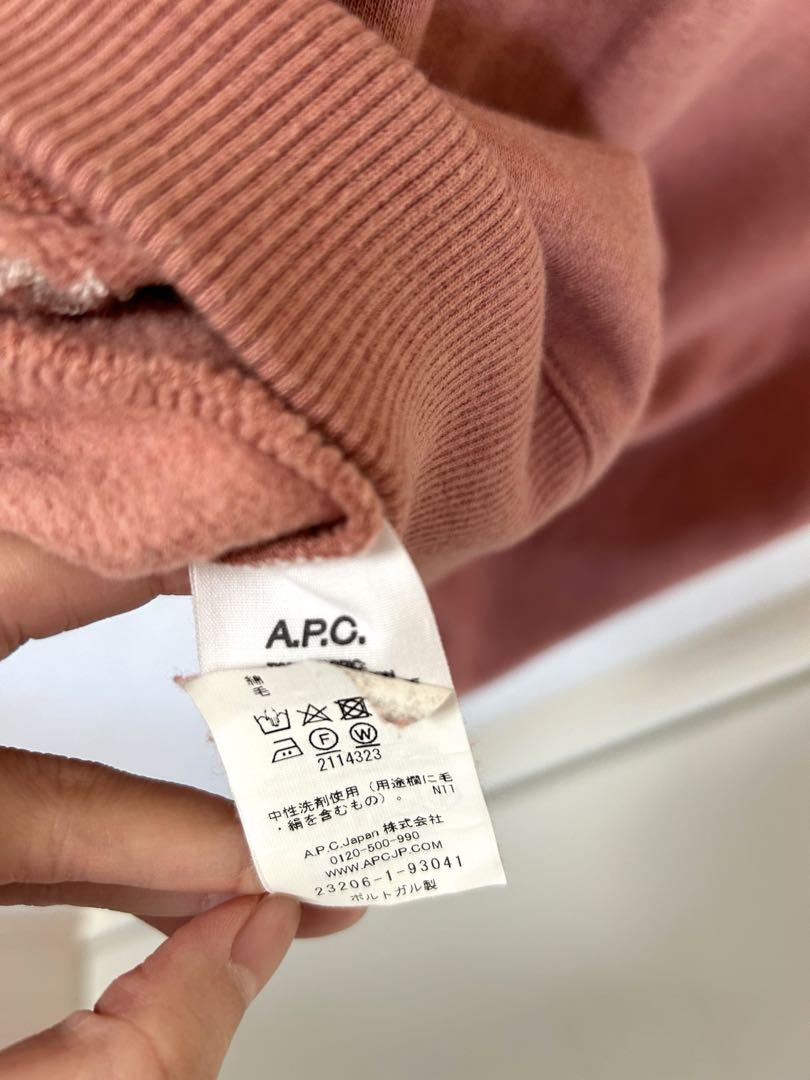 A.P.C.
綿
毛
F W
2114323
中性洗剤使用（用途欄に毛
・絹を含むもの）。 N11
A.P.C.Japan 株式会社
0120-500-990
WWW.APCJP.COM
23206-1-93041
ポルトガル製